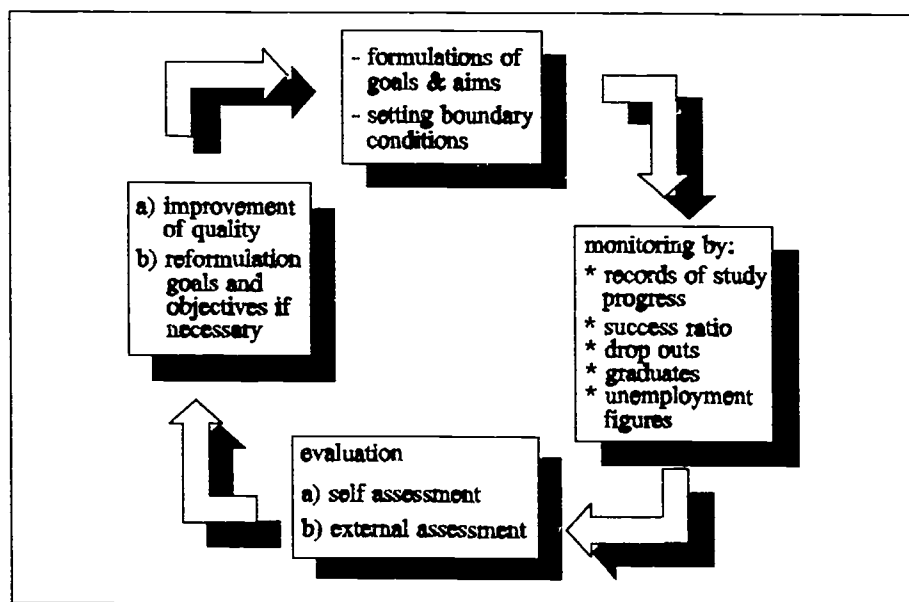 - formulations of
goals & aims
- setting boundary
conditions
monitoring by:
* records of study
progress
* success ratio
* drop outs
* graduates
* unemployment
figures
evaluation
a) self assessment
b) external assessment
a) improvement
of quality
b) reformulation
goals and
objectives if
necessary